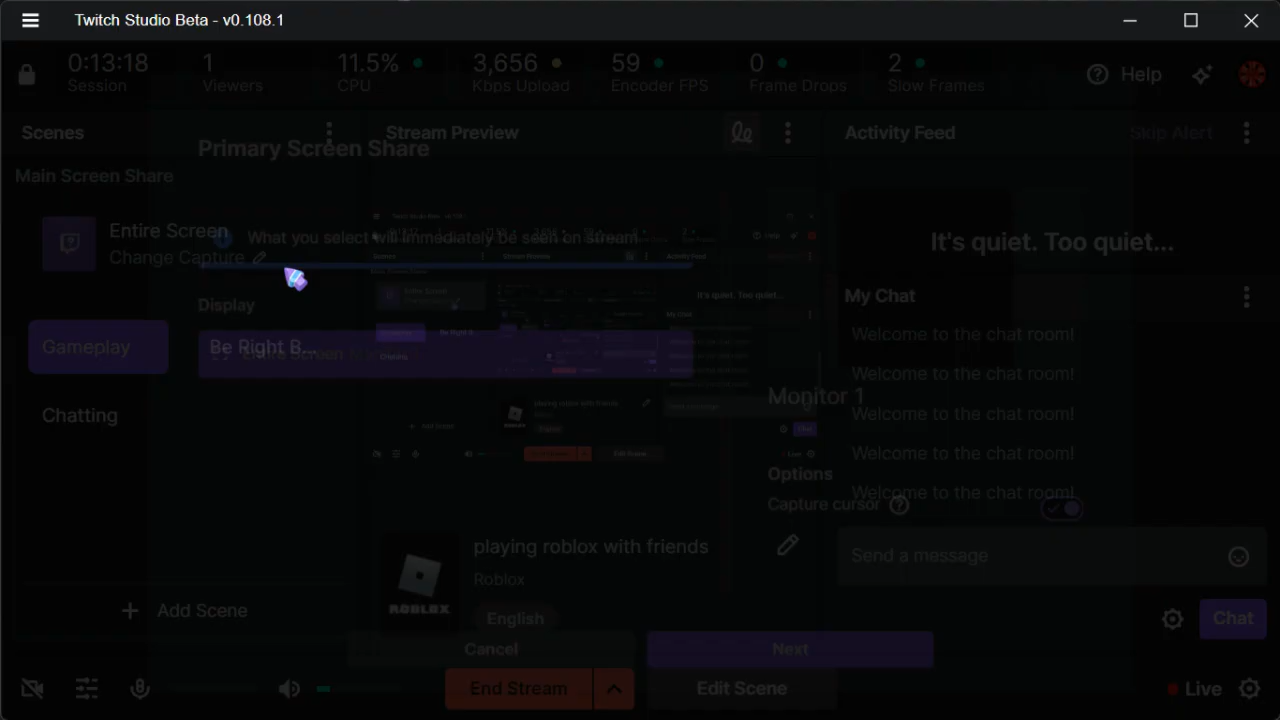 Twitch Studio Beta - v0.108.1
0:13:18
Session
1
Viewers
11.5%
CPU
3,656
Kbps Upload
59
Encoder FPS
0
Frame Drops
2
Slow Frames
Help
Scenes
Stream Preview
Activity Feed
Skip Alert
Primary Screen Share
Main Screen Share
Entire Screen
Change Capture
What you select will immediately be seen on stream
It's quiet. Too quiet...
Display
My Chat
Gameplay
Be Right B...
Chatting
Monitor 1
Options
Capture cursor
Welcome to the chat room!
Welcome to the chat room!
Welcome to the chat room!
Welcome to the chat room!
Welcome to the chat room!
playing roblox with friends
Roblox
ROBLOX
English
Send a message
Add Scene
Chat
Cancel
Next
End Stream
Edit Scene
Live